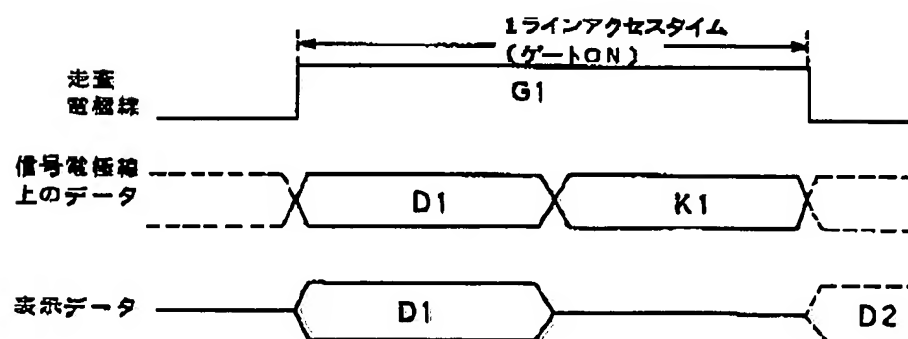 1ラインアクセスタイム
(ゲートON)
G1
走査
電極線
信号電極線
上のデータ
D1
K1
表示データ
D1
D2